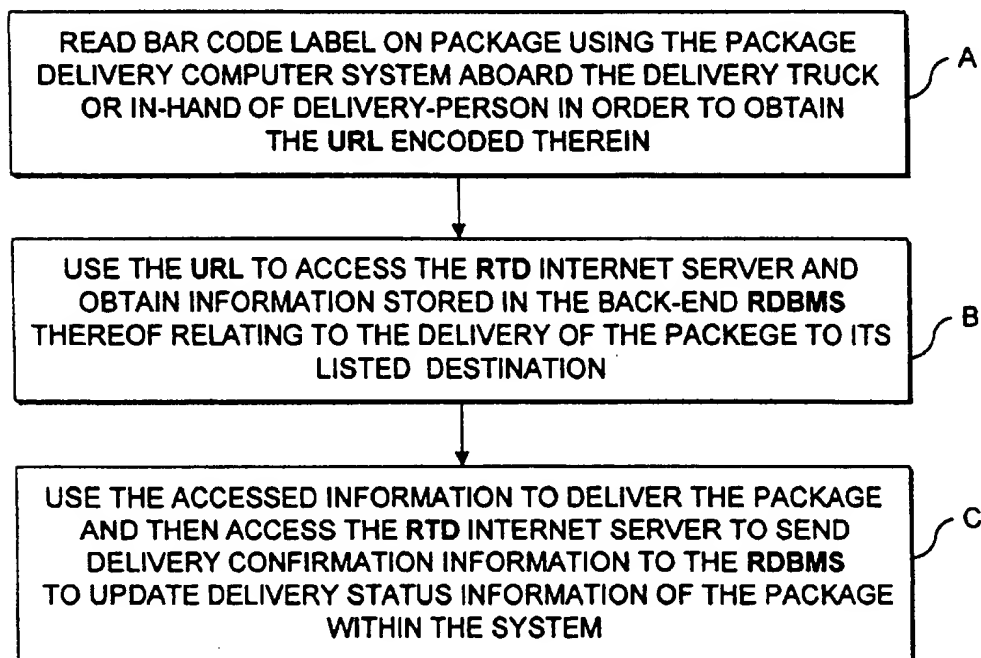 READ BAR CODE LABEL ON PACKAGE USING THE PACKAGE
DELIVERY COMPUTER SYSTEM ABOARD THE DELIVERY TRUCK
OR IN-HAND OF DELIVERY-PERSON IN ORDER TO OBTAIN
THE URL ENCODED THEREIN
A
USE THE URL TO ACCESS THE RTD INTERNET SERVER AND
OBTAIN INFORMATION STORED IN THE BACK-END RDBMS
THEREOF RELATING TO THE DELIVERY OF THE PACKEGE TO ITS
LISTED DESTINATION
B
USE THE ACCESSED INFORMATION TO DELIVER THE PACKAGE
AND THEN ACCESS THE RTD INTERNET SERVER TO SEND
DELIVERY CONFIRMATION INFORMATION TO THE RDBMS
TO UPDATE DELIVERY STATUS INFORMATION OF THE PACKAGE
WITHIN THE SYSTEM
C